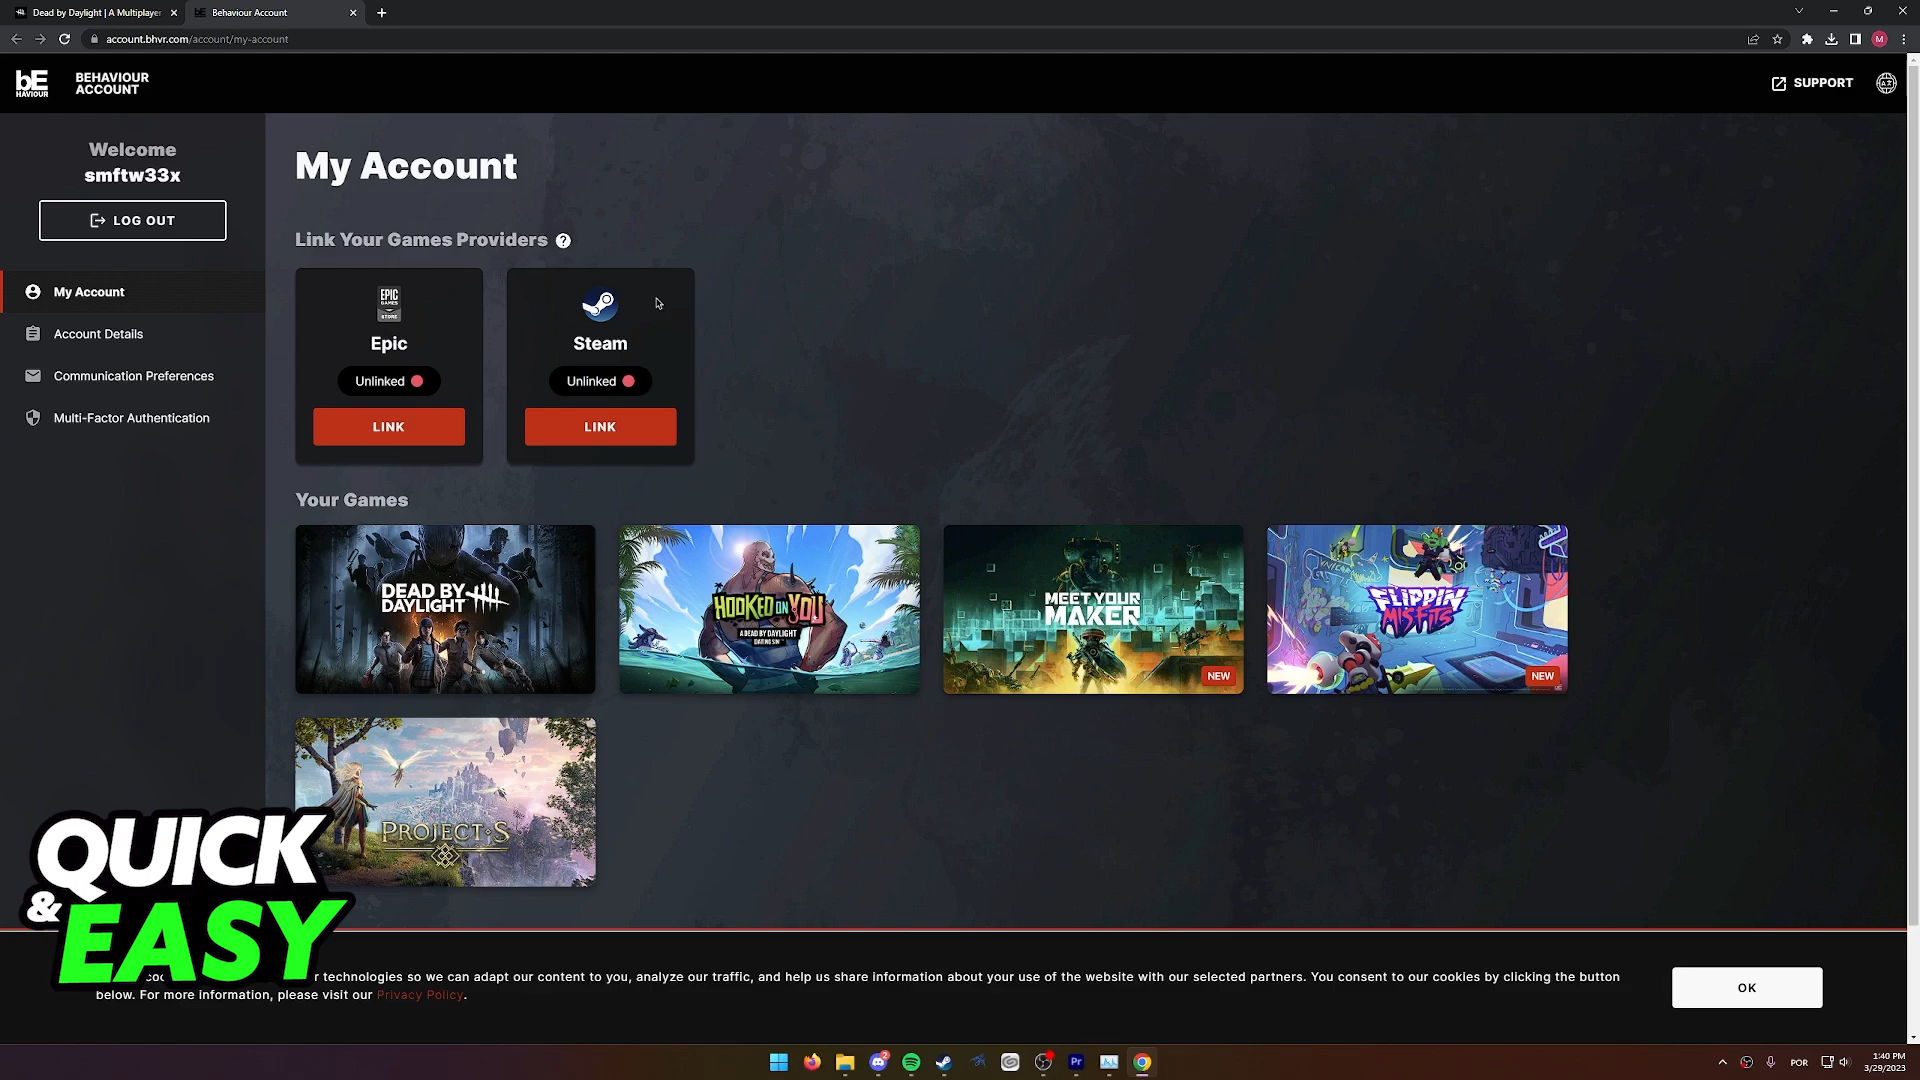 Dead by Daylight | A Multiplayer
Behaviour Account
account.bhvr.com/account/my-account
M
bE
HAVIOUR
BEHAVIOUR
ACCOUNT
SUPPORT
Welcome
smftw33x
LOG OUT
My Account
Account Details
Communication Preferences
Multi-Factor Authentication
My Account
Link Your Games Providers ?
EPIC
GAMES
STORE
Epic
Unlinked
LINK
Steam
Unlinked
LINK
Your Games
DEAD BY
DAYLIGHT
HOOKED ON YOU
A DEAD BY DAYLIGHT
DATING SIM
MEET YOUR
MAKER
NEW
FLIPPIN
MISFITS
NEW
PROJECT S
QUICK
& EASY
r technologies so we can adapt our content to you, analyze our traffic, and help us share information about your use of the website with our selected partners. You consent to our cookies by clicking the button
below. For more information, please visit our Privacy Policy.
OK
2
Pr
POR
1:40 PM
3/29/2023